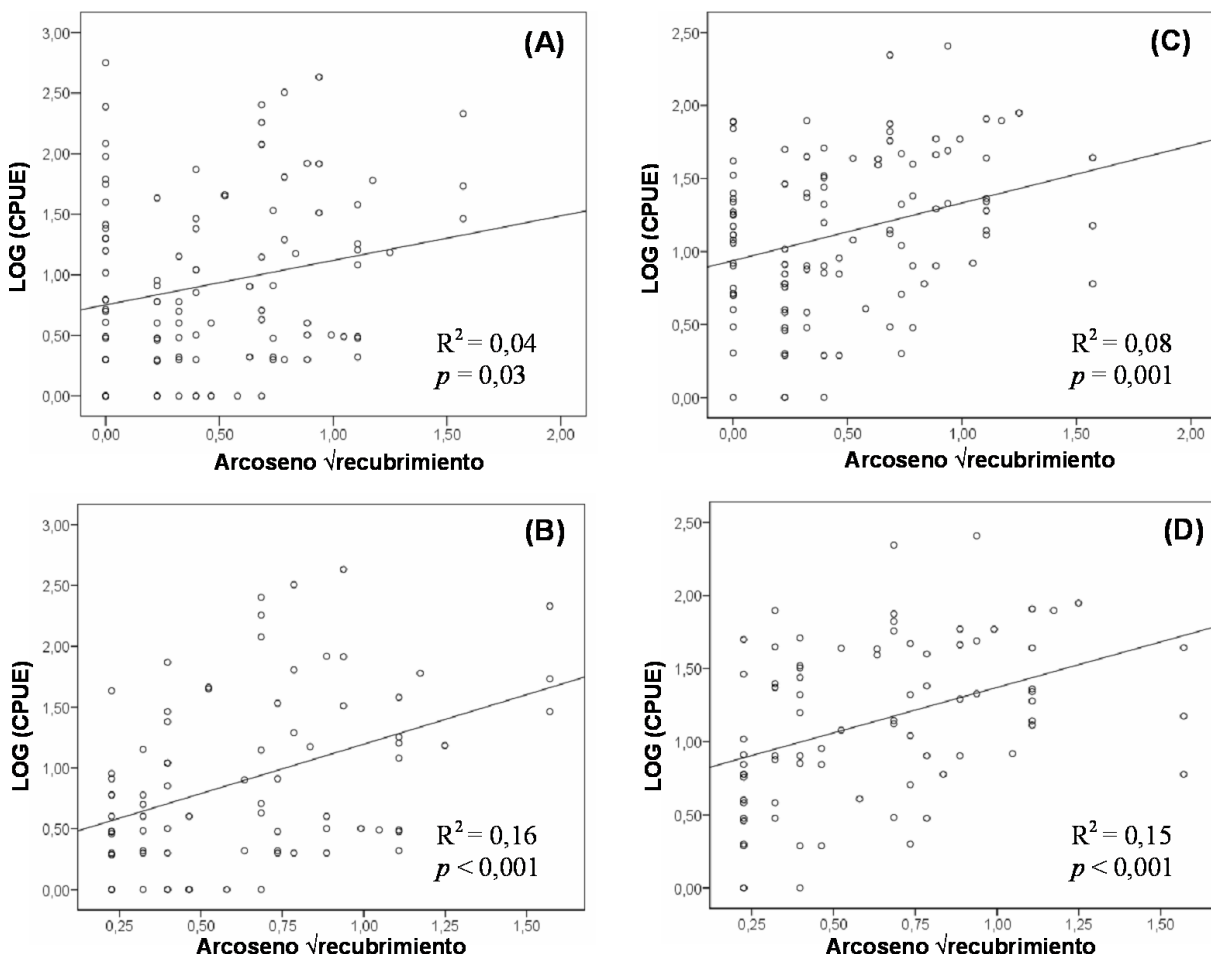 (A)
LOG (CPUE)
3,00
2,50
2,00
1,50
1,00
0,50
0,00
R² = 0,04
p = 0,03
0,00 0,50 1,00 1,50 2,00
Arcoseno √recubrimiento
(C)
LOG (CPUE)
2,50
2,00
1,50
1,00
0,50
0,00
R² = 0,08
p = 0,001
0,00 0,50 1,00 1,50 2,00
Arcoseno √recubrimiento
(B)
LOG (CPUE)
3,00
2,50
2,00
1,50
1,00
0,50
0,00
R² = 0,16
p < 0,001
0,25 0,50 0,75 1,00 1,25 1,50
Arcoseno √recubrimiento
(D)
LOG (CPUE)
2,50
2,00
1,50
1,00
0,50
0,00
R² = 0,15
p < 0,001
0,25 0,50 0,75 1,00 1,25 1,50
Arcoseno √recubrimiento